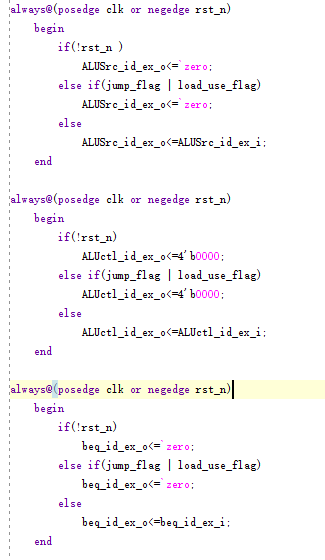 always@(posedge clk or negedge rst_n)
begin
if(!rst_n )
ALUSrc_id_ex_o<=`zero;
else if(jump_flag | load_use_flag)
ALUSrc_id_ex_o<=`zero;
else
ALUSrc_id_ex_o<=ALUSrc_id_ex_i;
end
always@(posedge clk or negedge rst_n)
begin
if(!rst_n)
ALUctl_id_ex_o<=4'b0000;
else if(jump_flag | load_use_flag)
ALUctl_id_ex_o<=4'b0000;
else
ALUctl_id_ex_o<=ALUctl_id_ex_i;
end
always@(posedge clk or negedge rst_n)
begin
if(!rst_n)
beq_id_ex_o<=`zero;
else if(jump_flag | load_use_flag)
beq_id_ex_o<=`zero;
else
beq_id_ex_o<=beq_id_ex_i;
end